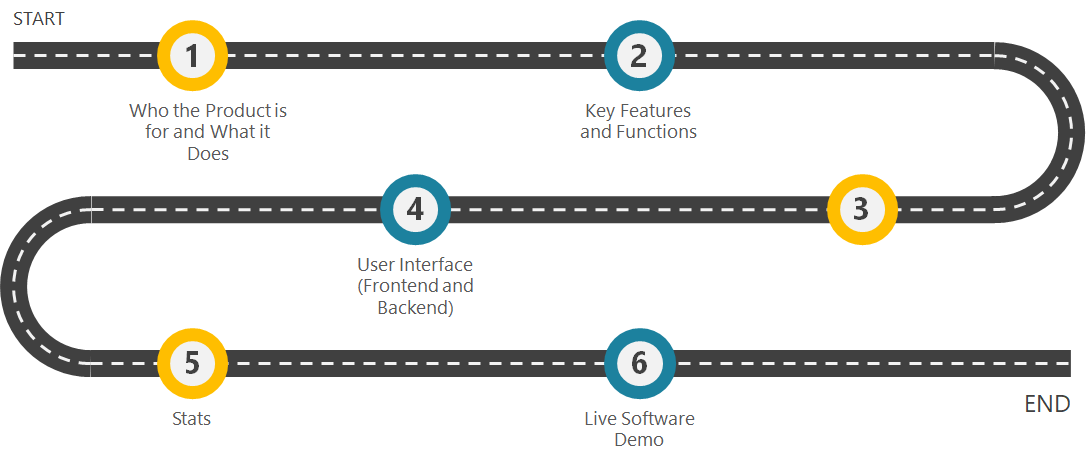 START
1
2
Who the Product is
for and What it
Does
Key Features
and Functions
4
3
User Interface
(Frontend and
Backend)
5
6
END
Stats
Live Software
Demo